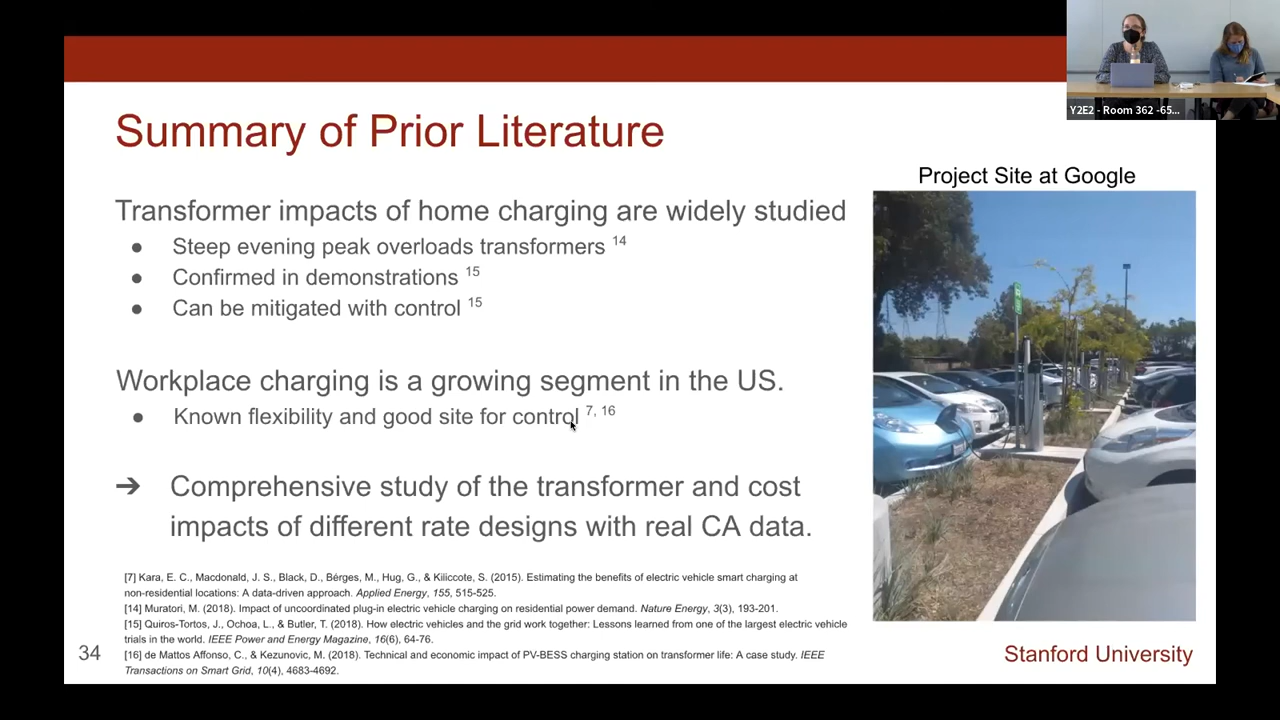 Y2E2 - Room 362 -65...
Summary of Prior Literature
Project Site at Google
Transformer impacts of home charging are widely studied
● Steep evening peak overloads transformers 14
● Confirmed in demonstrations 15
● Can be mitigated with control 15
Workplace charging is a growing segment in the US.
● Known flexibility and good site for control 7, 16
➔ Comprehensive study of the transformer and cost
impacts of different rate designs with real CA data.
[7] Kara, E. C., Macdonald, J. S., Black, D., Bérges, M., Hug, G., & Kiliccote, S. (2015). Estimating the benefits of electric vehicle smart charging at
non-residential locations: A data-driven approach. Applied Energy, 155, 515-525.
[14] Muratori, M. (2018). Impact of uncoordinated plug-in electric vehicle charging on residential power demand. Nature Energy, 3(3), 193-201.
[15] Quiros-Tortos, J., Ochoa, L., & Butler, T. (2018). How electric vehicles and the grid work together: Lessons learned from one of the largest electric vehicle
trials in the world. IEEE Power and Energy Magazine, 16(6), 64-76.
[16] de Mattos Affonso, C., & Kezunovic, M. (2018). Technical and economic impact of PV-BESS charging station on transformer life: A case study. IEEE
Transactions on Smart Grid, 10(4), 4683-4692.
34
Stanford University